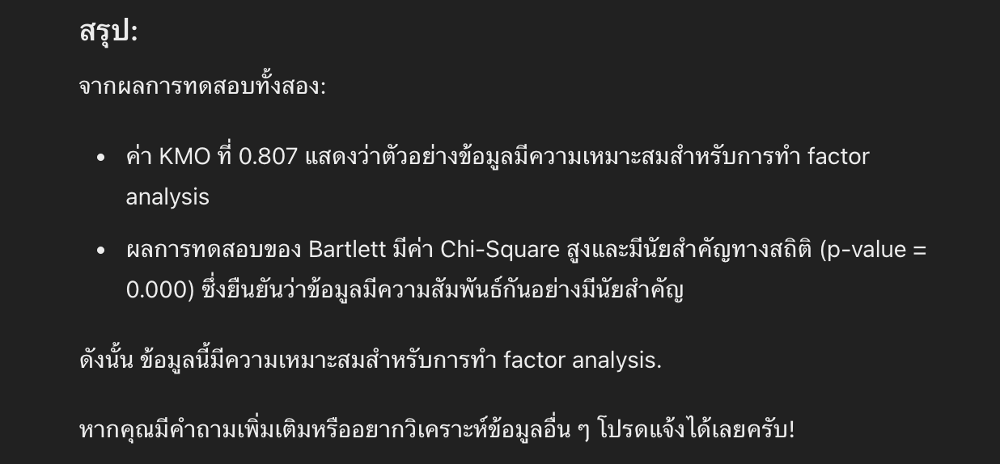 สรุป:
จากผลการทดสอบทั้งสอง:
• ค่า KMO ที่ 0.807 แสดงว่าตัวอย่างข้อมูลมีความเหมาะสมสำหรับการทำ factor
analysis
• ผลการทดสอบของ Bartlett มีค่า Chi-Square สูงและมีนัยสำคัญทางสถิติ (p-value =
0.000) ซึ่งยืนยันว่าข้อมูลมีความสัมพันธ์กันอย่างมีนัยสำคัญ
ดังนั้น ข้อมูลนี้มีความเหมาะสมสำหรับการทำ factor analysis.
หากคุณมีคำถามเพิ่มเติมหรืออยากวิเคราะห์ข้อมูลอื่น ๆ โปรดแจ้งได้เลยครับ!